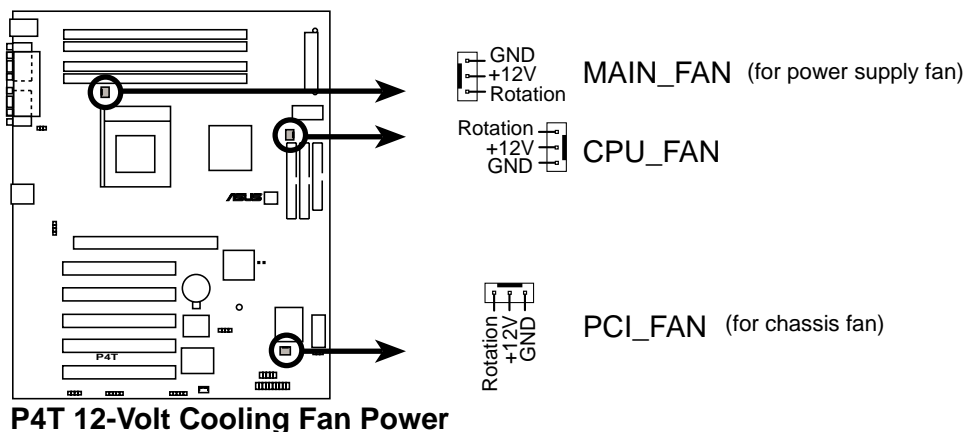 GND
+12V
Rotation
MAIN_FAN (for power supply fan)
Rotation
+12V
GND
CPU_FAN
ASUS
Rotation
+12V
GND
PCI_FAN (for chassis fan)
P4T
P4T 12-Volt Cooling Fan Power